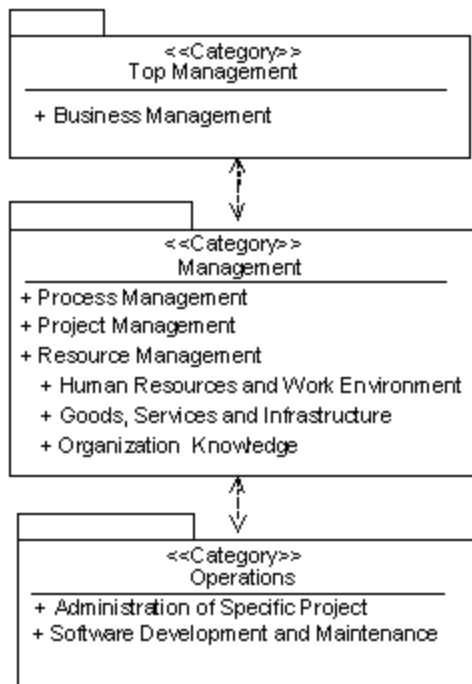 <<Category>>
Top Management
+ Business Management
<<Category>>
Management
+ Process Management
+ Project Management
+ Resource Management
+ Human Resources and Work Environment
+ Goods, Services and Infrastructure
+ Organization Knowledge
<<Category>>
Operations
+ Administration of Specific Project
+ Software Development and Maintenance